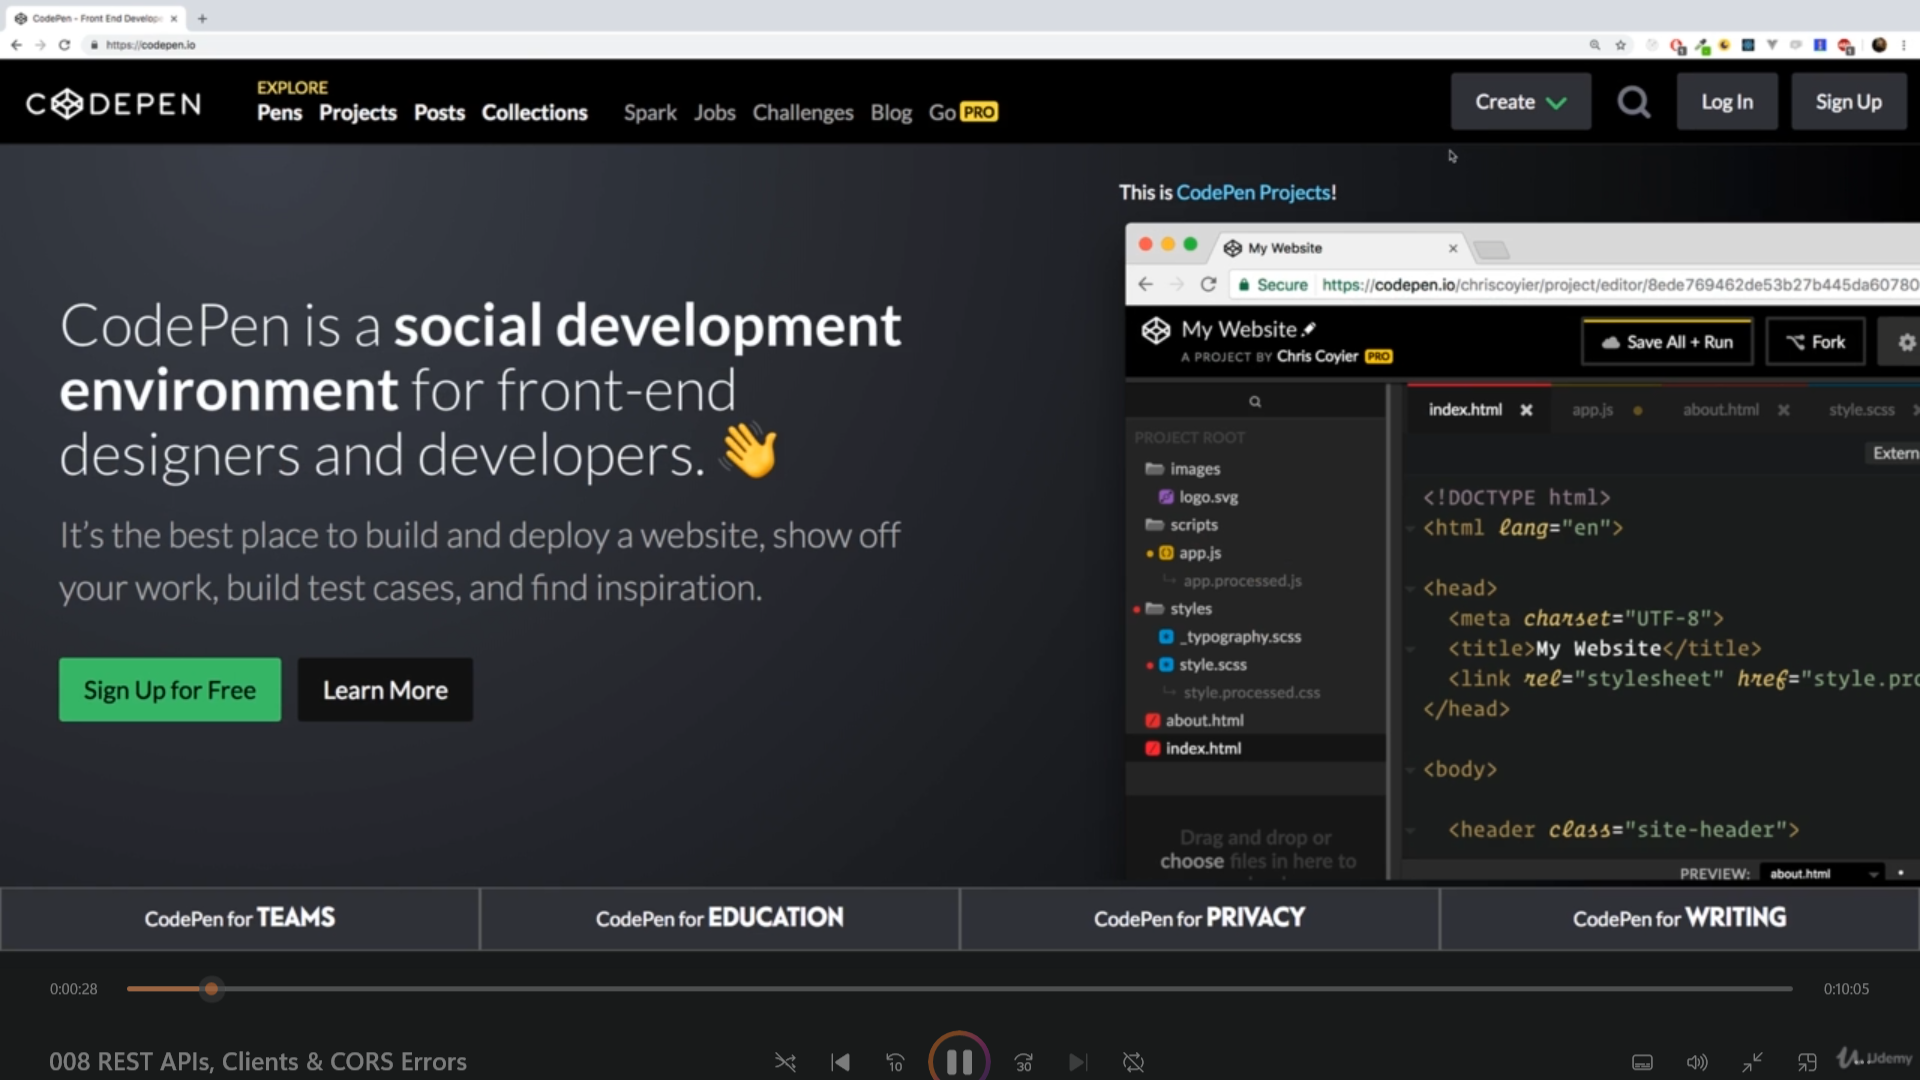 CodePen - Front End Develope
https://codepen.io
CODEPEN
EXPLORE
Pens Projects Posts Collections Spark Jobs Challenges Blog Go PRO
Create
Log In
Sign Up
This is CodePen Projects!
CodePen is a social development
environment for front-end
designers and developers.
It's the best place to build and deploy a website, show off
your work, build test cases, and find inspiration.
Sign Up for Free
Learn More
My Website
Secure https://codepen.io/chriscoyier/project/editor/8ede769462de53b27b445da60780
My Website
A PROJECT BY Chris Coyier PRO
Save All + Run
Fork
PROJECT ROOT
images
logo.svg
scripts
app.js
app.processed.js
styles
_typography.scss
style.scss
style.processed.css
about.html
index.html
Drag and drop or
choose files in here to
index.html
app.js
about.html
style.scss
Extern
<!DOCTYPE html>
<html lang="en">
<head>
<meta charset="UTF-8">
<title>My Website</title>
<link rel="stylesheet" href="style.pro
</head>
<body>
<header class="site-header">
PREVIEW: about.html
CodePen for TEAMS
CodePen for EDUCATION
CodePen for PRIVACY
CodePen for WRITING
0:00:28
0:10:05
008 REST APIs, Clients & CORS Errors
10
30
Udemy